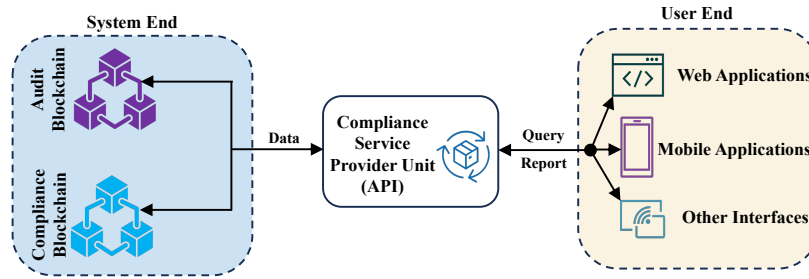 System End
Audit
Blockchain
Compliance
Blockchain
Data
Compliance
Service
Provider Unit
(API)
Query
Report
User End
</>
Web Applications
Mobile Applications
Other Interfaces